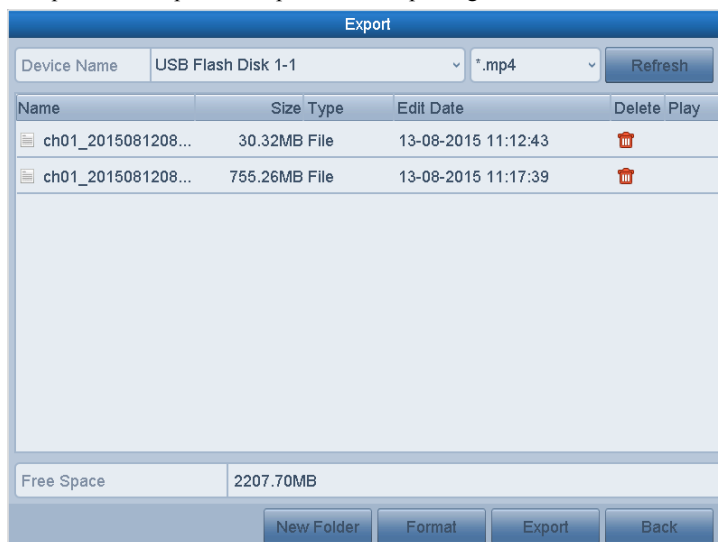 Export
Device Name USB Flash Disk 1-1 *.mp4 Refresh
Name Size Type Edit Date Delete Play
ch01_2015081208... 30.32MB File 13-08-2015 11:12:43
ch01_2015081208... 755.26MB File 13-08-2015 11:17:39
Free Space 2207.70MB
New Folder Format Export Back